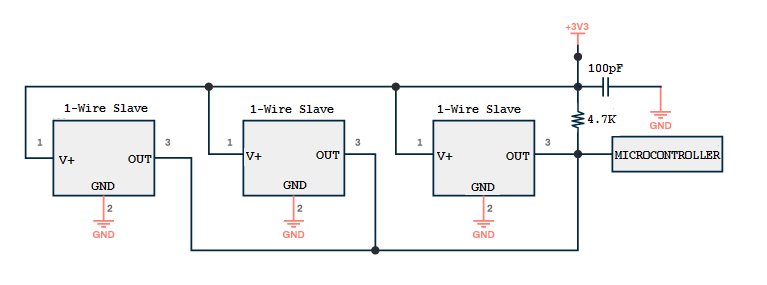 +3V3
100pF
1-Wire Slave
1-Wire Slave
1-Wire Slave
4.7K
GND
1
3
1
3
1
3
V+
OUT
V+
OUT
V+
OUT
MICROCONTROLLER
GND
GND
GND
2
2
2
GND
GND
GND